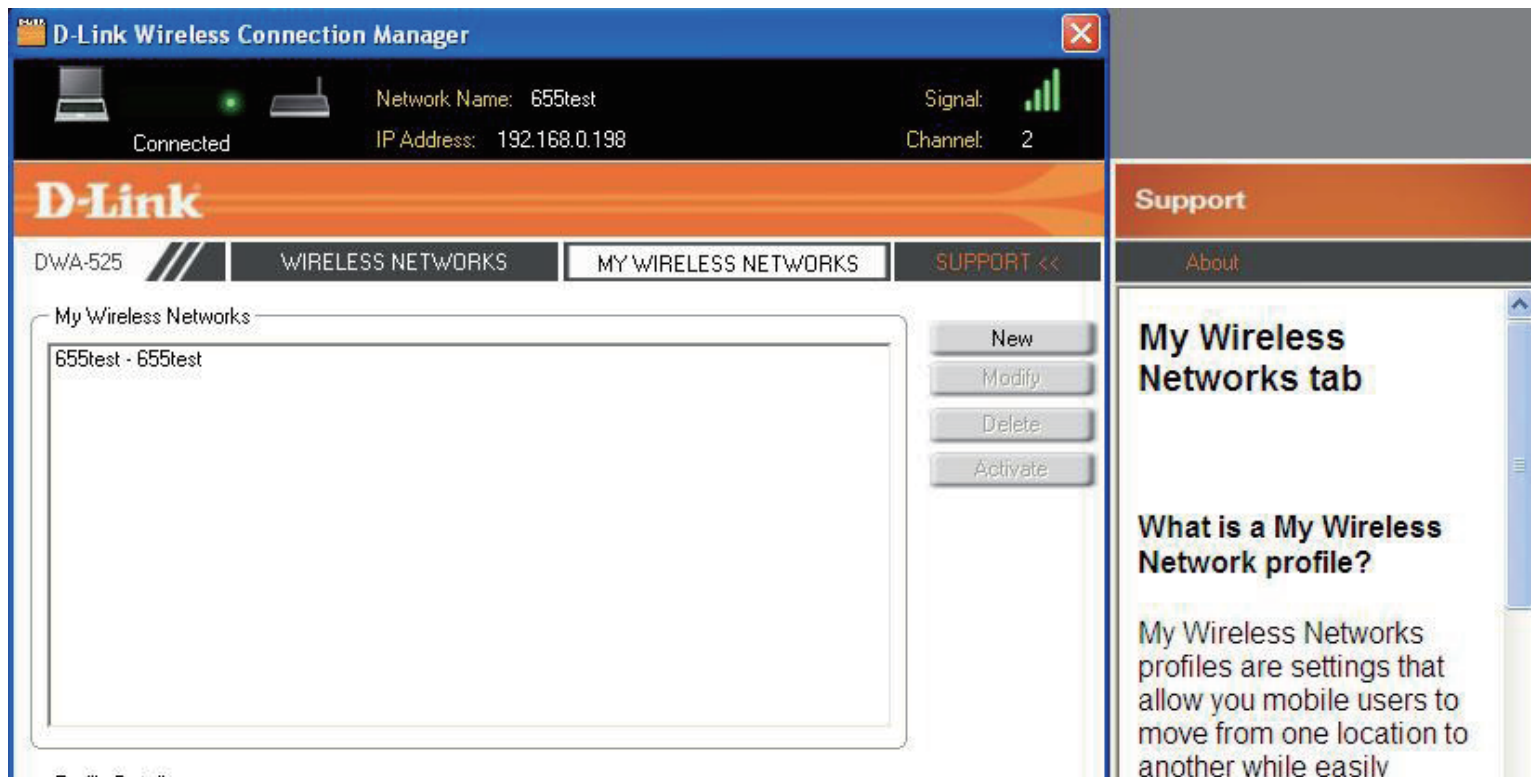 D-Link Wireless Connection Manager
Network Name: 655test
Signal:
Connected
IP Address: 192.168.0.198
Channel: 2
D-Link
DWA-525
WIRELESS NETWORKS
MY WIRELESS NETWORKS
SUPPORT <<
My Wireless Networks
655test - 655test
New
Modify
Delete
Activate
Support
About
My Wireless
Networks tab
What is a My Wireless
Network profile?
My Wireless Networks
profiles are settings that
allow you mobile users to
move from one location to
another while easily